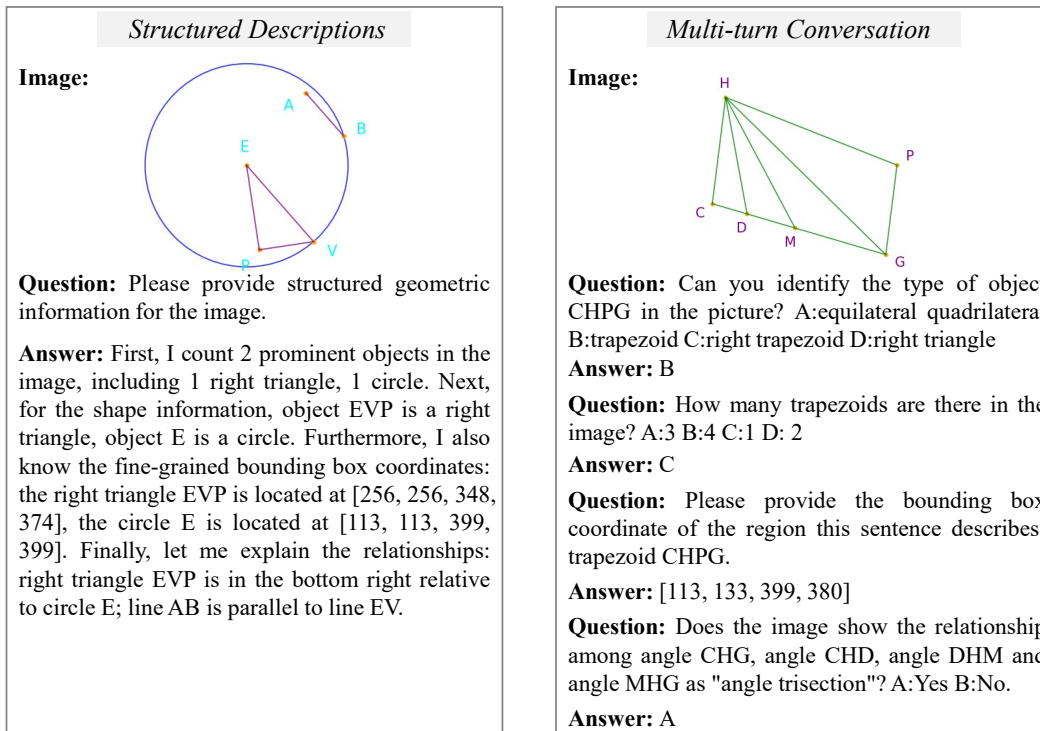 Structured Descriptions
Image:
A
B
E
P
V
Question: Please provide structured geometric
information for the image.
Answer: First, I count 2 prominent objects in the
image, including 1 right triangle, 1 circle. Next,
for the shape information, object EVP is a right
triangle, object E is a circle. Furthermore, I also
know the fine-grained bounding box coordinates:
the right triangle EVP is located at [256, 256, 348,
374], the circle E is located at [113, 113, 399,
399]. Finally, let me explain the relationships:
right triangle EVP is in the bottom right relative
to circle E; line AB is parallel to line EV.
Multi-turn Conversation
Image:
H
P
C
D
M
G
Question: Can you identify the type of object
CHPG in the picture? A:equilateral quadrilateral
B:trapezoid C:right trapezoid D:right triangle
Answer: B
Question: How many trapezoids are there in the
image? A:3 B:4 C:1 D: 2
Answer: C
Question: Please provide the bounding box
coordinate of the region this sentence describes:
trapezoid CHPG.
Answer: [113, 133, 399, 380]
Question: Does the image show the relationship
among angle CHG, angle CHD, angle DHM and
angle MHG as "angle trisection"? A:Yes B:No.
Answer: A